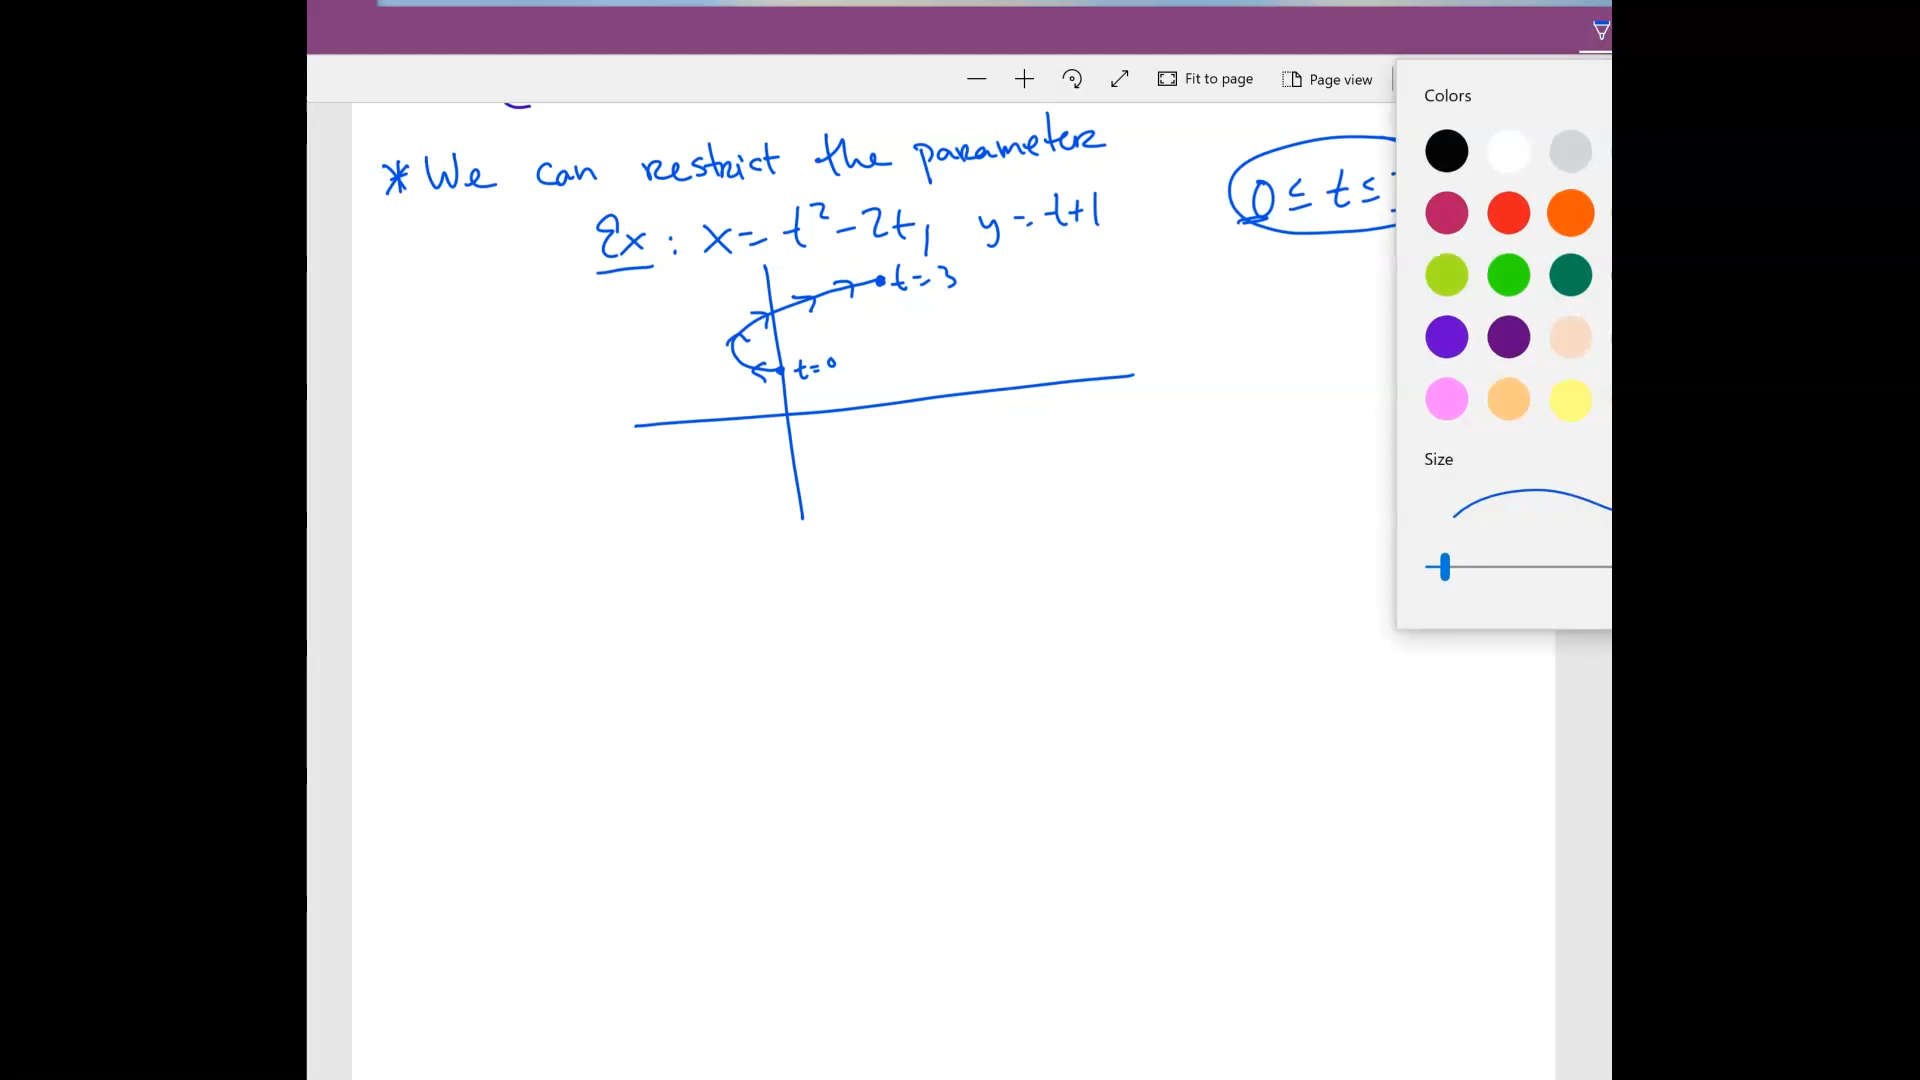 Fit to page Page view
Colors
* We can restrict the parameter
0 ≤ t ≤
Ex : x = t² - 2t, y = t+1
t = 3
t = 0
Size